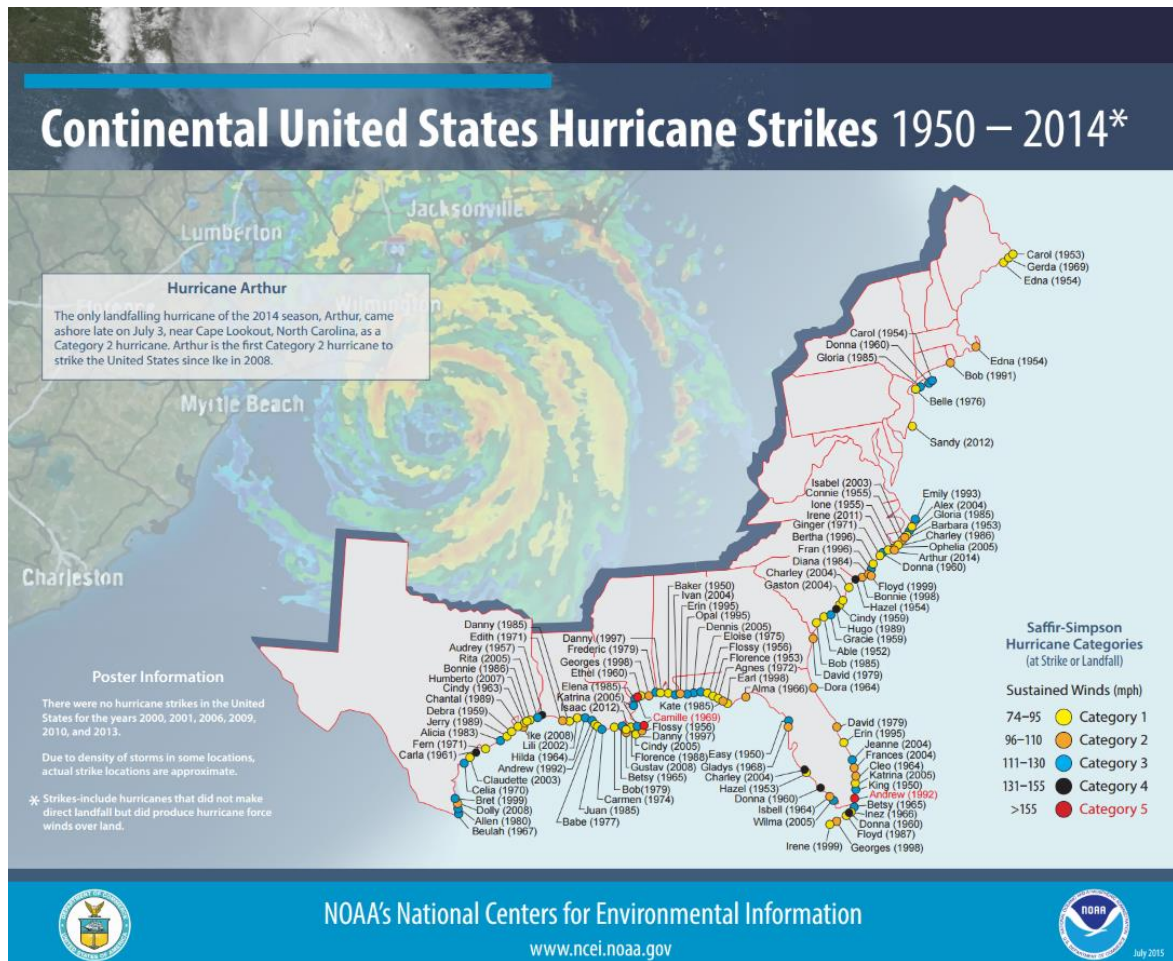 Continental United States Hurricane Strikes 1950 – 2014*
Jacksonville
Lumberton
Florence
Wilmington
Myrtle Beach
Charleston
Hurricane Arthur
The only landfalling hurricane of the 2014 season, Arthur, came
ashore late on July 3, near Cape Lookout, North Carolina, as a
Category 2 hurricane. Arthur is the first Category 2 hurricane to
strike the United States since Ike in 2008.
Carol (1953)
Gerda (1969)
Edna (1954)
Carol (1954)
Donna (1960)
Gloria (1985)
Edna (1954)
Bob (1991)
Belle (1976)
Sandy (2012)
Isabel (2003)
Connie (1955)
Ione (1955)
Irene (2011)
Ginger (1971)
Bertha (1996)
Fran (1996)
Diana (1984)
Charley (2004)
Gaston (2004)
Emily (1993)
Alex (2004)
Gloria (1985)
Barbara (1953)
Charley (1986)
Ophelia (2005)
Arthur (2014)
Donna (1960)
Floyd (1999)
Bonnie (1998)
Hazel (1954)
Cindy (1959)
Hugo (1989)
Gracie (1959)
Able (1952)
Bob (1985)
David (1979)
Dora (1964)
Baker (1950)
Ivan (2004)
Erin (1995)
Opal (1995)
Dennis (2005)
Eloise (1975)
Flossy (1956)
Florence (1953)
Agnes (1972)
Earl (1998)
Alma (1966)
Kate (1985)
Danny (1997)
Frederic (1979)
Georges (1998)
Ethel (1960)
Elena (1985)
Katrina (2005)
Isaac (2012)
Camille (1969)
Flossy (1956)
Danny (1997)
Cindy (2005)
Florence (1988)
Gustav (2008)
Betsy (1965)
Bob(1979)
Carmen (1974)
Juan (1985)
Babe (1977)
Andrew (1992)
Hilda (1964)
Lili (2002)
Ike (2008)
Danny (1985)
Edith (1971)
Audrey (1957)
Rita (2005)
Bonnie (1986)
Humberto (2007)
Cindy (1963)
Chantal (1989)
Debra (1959)
Jerry (1989)
Alicia (1983)
Fern (1971)
Carla (1961)
Claudette (2003)
Celia (1970)
Bret (1999)
Dolly (2008)
Allen (1980)
Beulah (1967)
Easy (1950)
Gladys (1968)
Charley (2004)
Hazel (1953)
Donna (1960)
Isbell (1964)
Wilma (2005)
Irene (1999)
David (1979)
Erin (1995)
Jeanne (2004)
Frances (2004)
Cleo (1964)
Katrina (2005)
King (1950)
Andrew (1992)
Betsy (1965)
Inez (1966)
Donna (1960)
Floyd (1987)
Georges (1998)
Saffir-Simpson
Hurricane Categories
(at Strike or Landfall)
Sustained Winds (mph)
74–95 Category 1
96–110 Category 2
111–130 Category 3
131–155 Category 4
>155 Category 5
Poster Information
There were no hurricane strikes in the United
States for the years 2000, 2001, 2006, 2009,
2010, and 2013.
Due to density of storms in some locations,
actual strike locations are approximate.
* Strikes-include hurricanes that did not make
direct landfall but did produce hurricane force
winds over land.
NOAA's National Centers for Environmental Information
www.ncei.noaa.gov
NOAA
July 2015